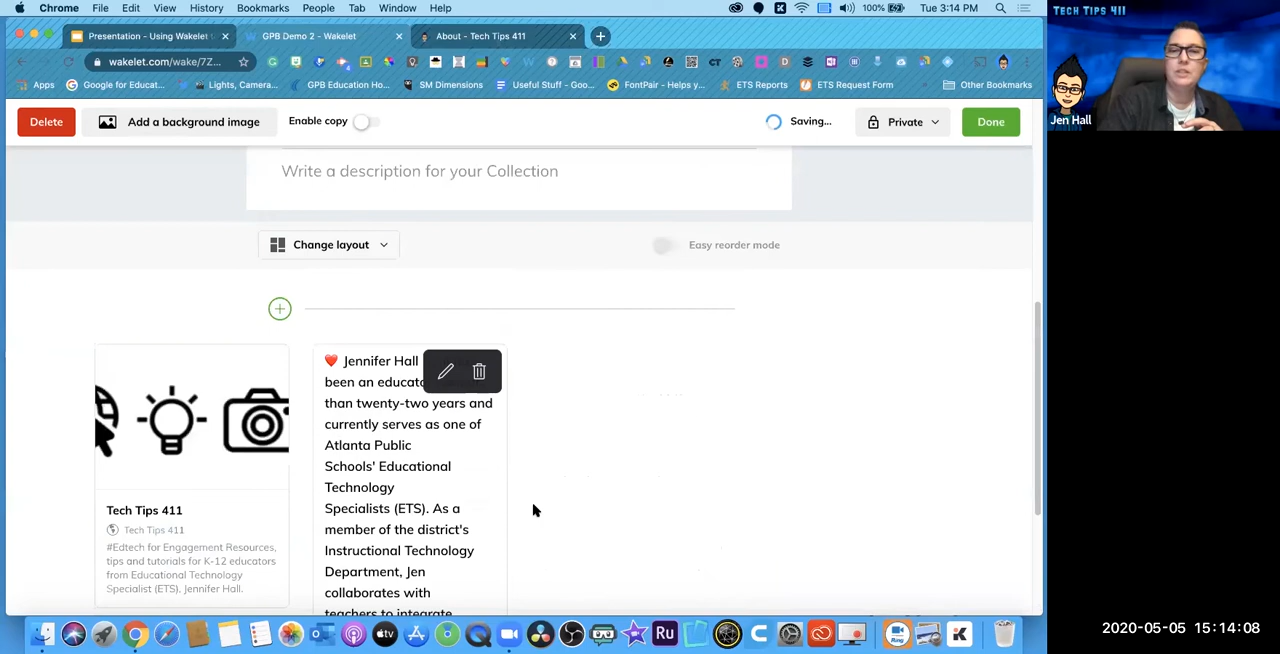 Chrome File Edit View History Bookmarks People Tab Window Help 100% Tue 3:14 PM
TECH TIPS 411
Presentation - Using Wakelet GPB Demo 2 - Wakelet About - Tech Tips 411
wakelet.com/wake/7Z...
Apps Google for Educat... Lights, Camera... GPB Education Ho... SM Dimensions Useful Stuff - Goo... FontPair - Helps y... ETS Reports ETS Request Form Other Bookmarks
Jen Hall
Delete Add a background image Enable copy Saving... Private Done
Write a description for your Collection
Change layout Easy reorder mode
❤️ Jennifer Hall
been an educat
than twenty-two years and
currently serves as one of
Atlanta Public
Schools' Educational
Technology
Specialists (ETS). As a
member of the district's
Instructional Technology
Department, Jen
collaborates with
teachers to integrate
Tech Tips 411
Tech Tips 411
#Edtech for Engagement Resources,
tips and tutorials for K-12 educators
from Educational Technology
Specialist (ETS), Jennifer Hall.
Ru
2020-05-05 15:14:08